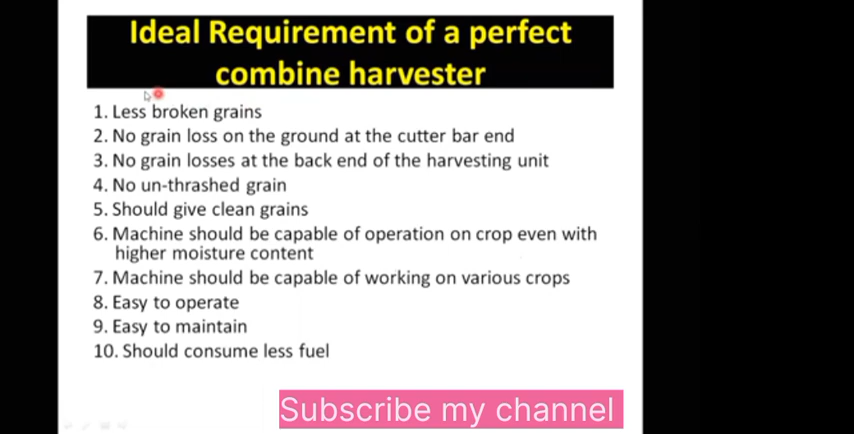 Ideal Requirement of a perfect
combine harvester
1. Less broken grains
2. No grain loss on the ground at the cutter bar end
3. No grain losses at the back end of the harvesting unit
4. No un-thrashed grain
5. Should give clean grains
6. Machine should be capable of operation on crop even with
higher moisture content
7. Machine should be capable of working on various crops
8. Easy to operate
9. Easy to maintain
10. Should consume less fuel
Subscribe my channel